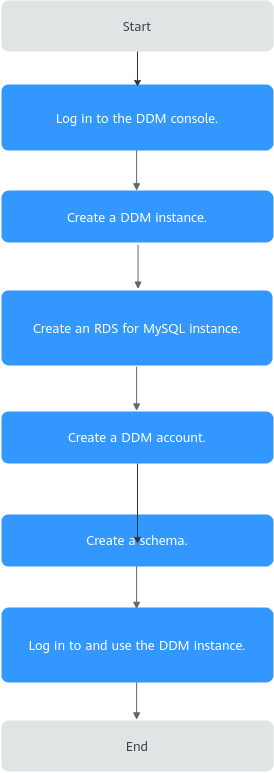 Start
Log in to the DDM console.
Create a DDM instance.
Create an RDS for MySQL instance.
Create a DDM account.
Create a schema.
Log in to and use the DDM instance.
End